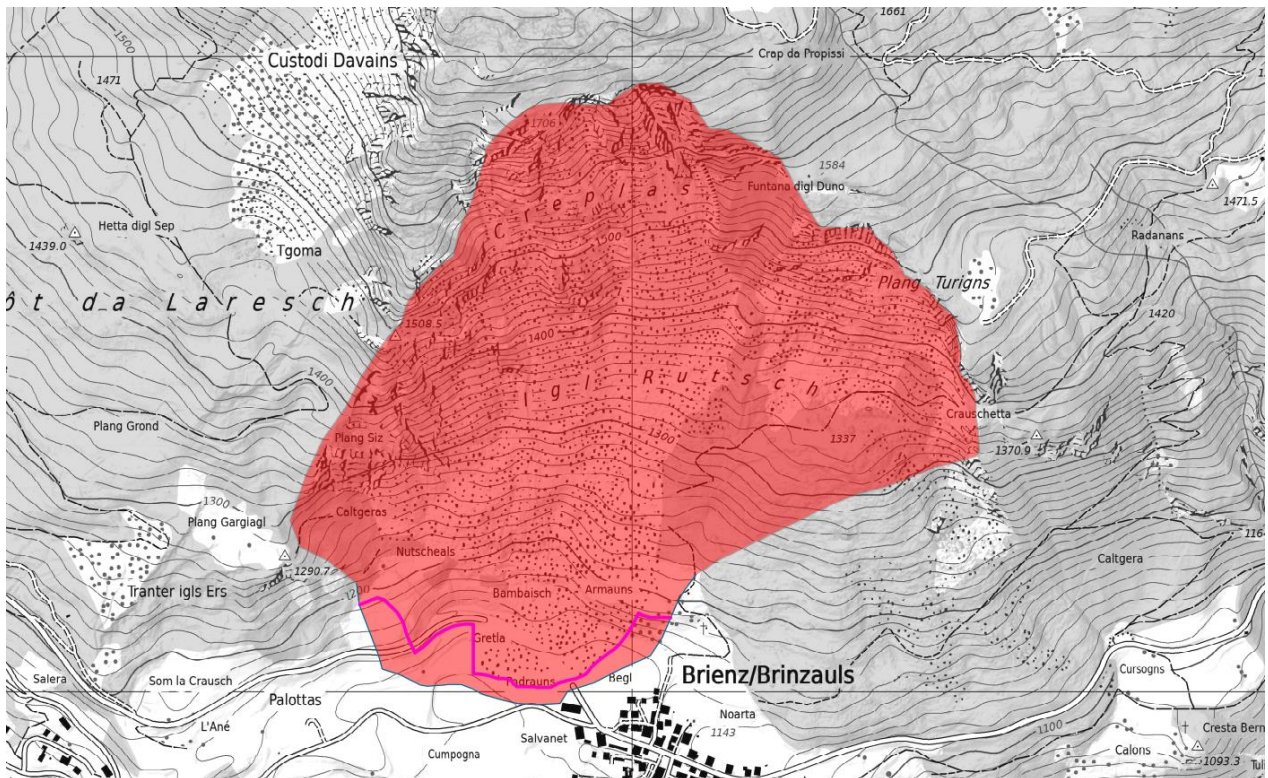 1661
1500
Custodi Davains
Crap da Propissi
1471
1706
1584
Funtana digl Duno
Creplas
1471.5
Hetta digl Sep
Radanans
1439.0
Tgoma
1500
Plang Turigns
ôt da Laresch
1420
1508.5
1400
1400
Igl Rutsch
Crauschetta
Plang Grond
Plang Siz
1300
1337
1370.9
1300
Plang Gargiagl
Caltgeras
Nutscheals
Caltgera
1290.7
Tranter igls Ers
1200
Bambaisch
Armauns
Gretla
Salera
Som la Crausch
Padrauns
Begl
Brienz/Brinzauls
Cursogns
Palottas
L'Ané
Noarta
1143
1100
Cresta Bern
Salvanet
Cumpogna
Calons
1093.3